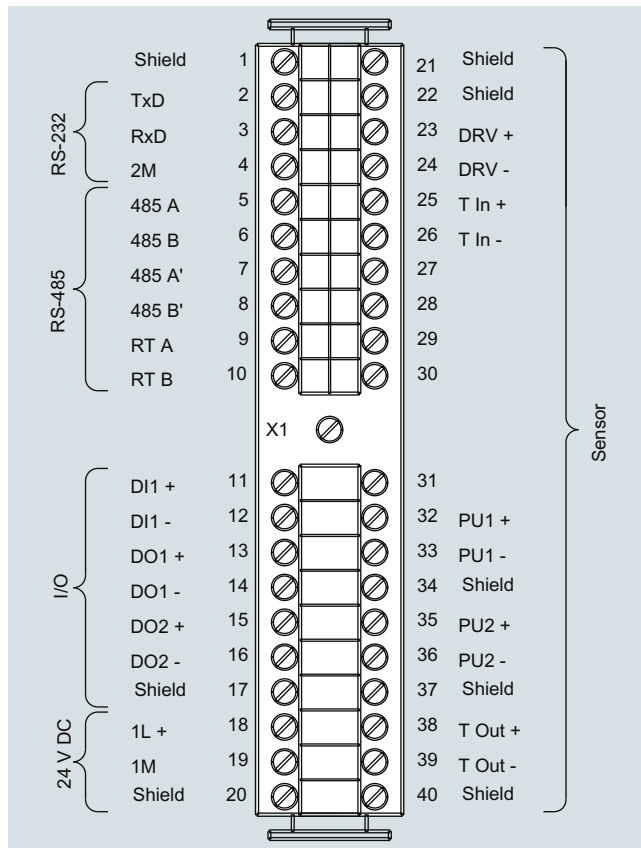 Shield 1 21 Shield
TxD 2 22 Shield
RxD 3 23 DRV +
2M 4 24 DRV -
RS-232
485 A 5 25 T In +
485 B 6 26 T In -
485 A' 7 27
485 B' 8 28
RT A 9 29
RT B 10 30
RS-485
X1
Sensor
DI1 + 11 31
DI1 - 12 32 PU1 +
DO1 + 13 33 PU1 -
DO1 - 14 34 Shield
DO2 + 15 35 PU2 +
DO2 - 16 36 PU2 -
Shield 17 37 Shield
I/O
1L + 18 38 T Out +
1M 19 39 T Out -
Shield 20 40 Shield
24 V DC